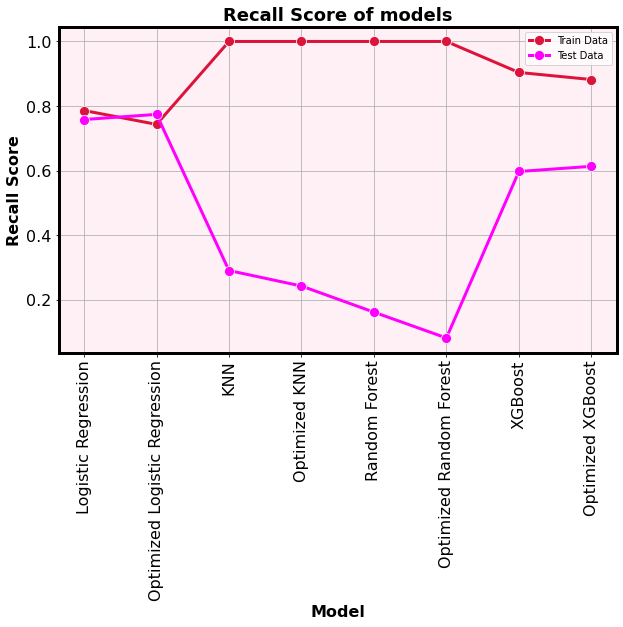 Recall Score of models
Train Data
Test Data
1.0
0.8
0.6
0.4
0.2
Recall Score
Logistic Regression
Optimized Logistic Regression
KNN
Optimized KNN
Random Forest
Optimized Random Forest
XGBoost
Optimized XGBoost
Model